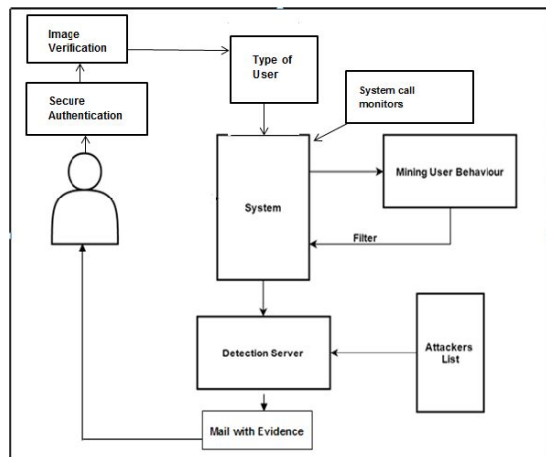 Image
Verification
Type of
User
Secure
Authentication
System call
monitors
Mining User Behaviour
System
Filter
Detection Server
Attackers
List
Mail with Evidence